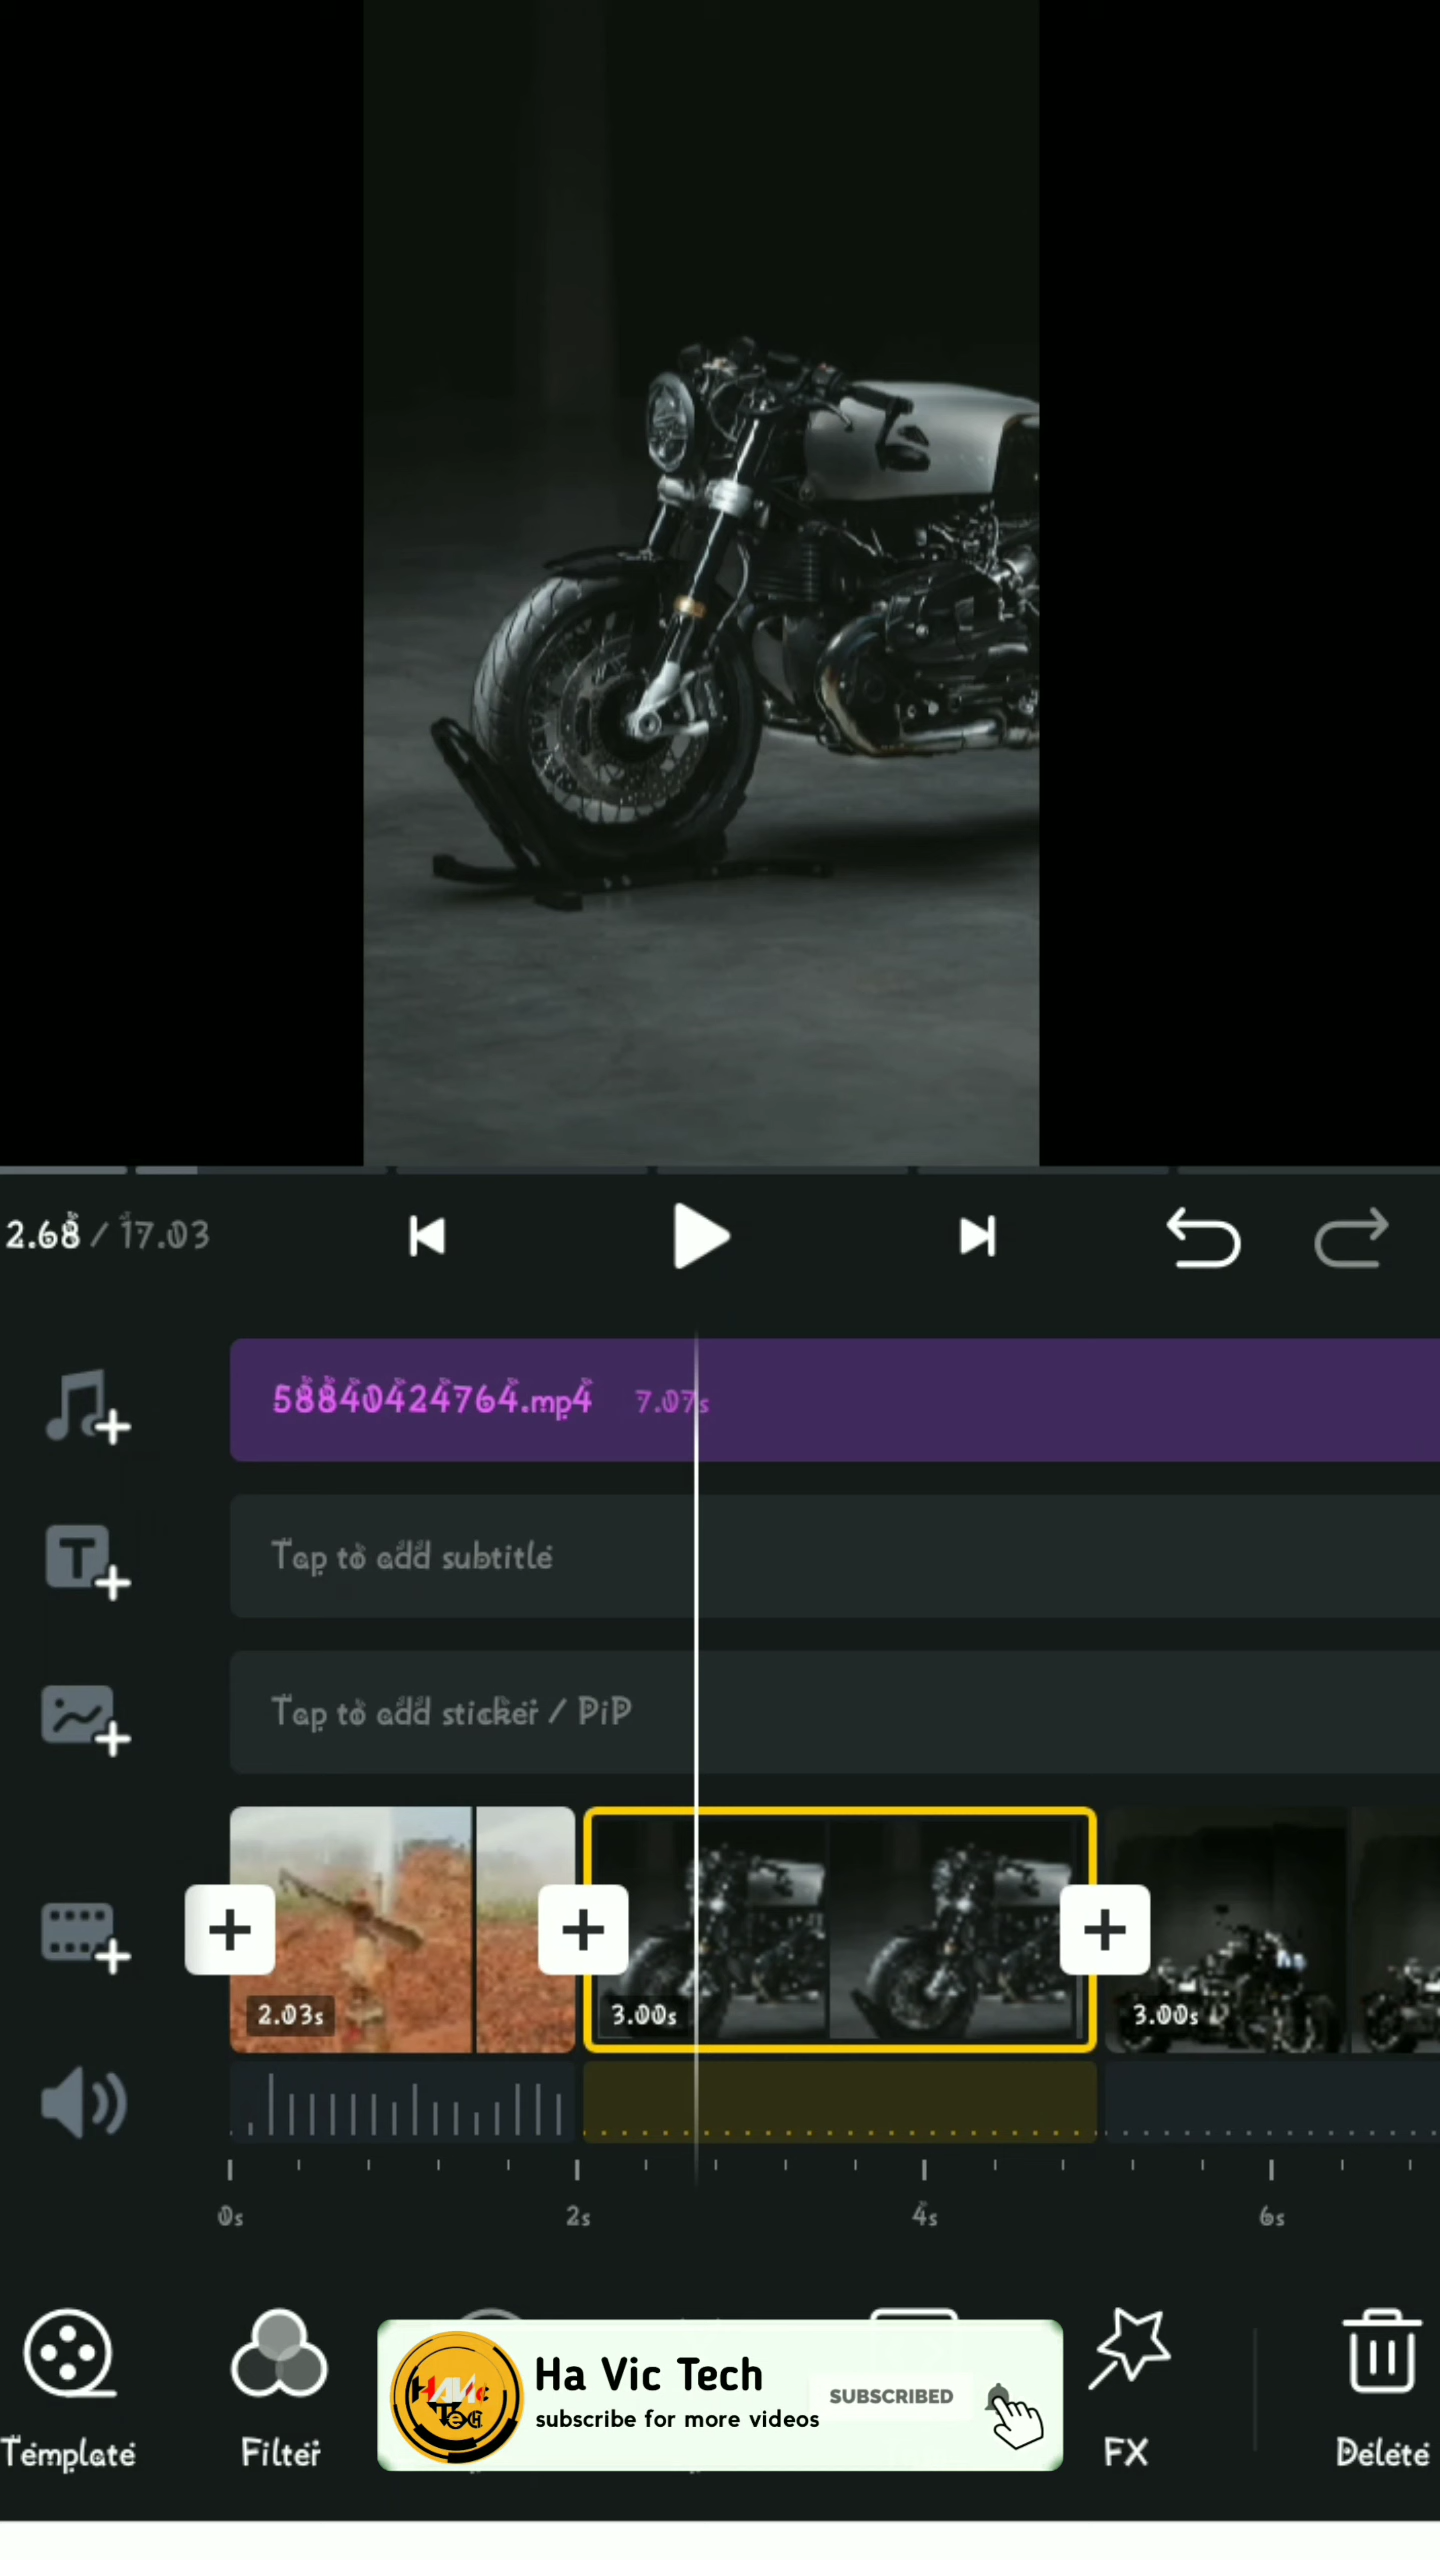 2.68 / 17.03
58840424764.mp4 7.07s
Tap to add subtitle
Tap to add sticker / PiP
2.03s 3.00s 3.00s
0s 2s 4s 6s
Ha Vic Tech
subscribe for more videos
SUBSCRIBED
HAVic
TecH
Template Filter FX Delete